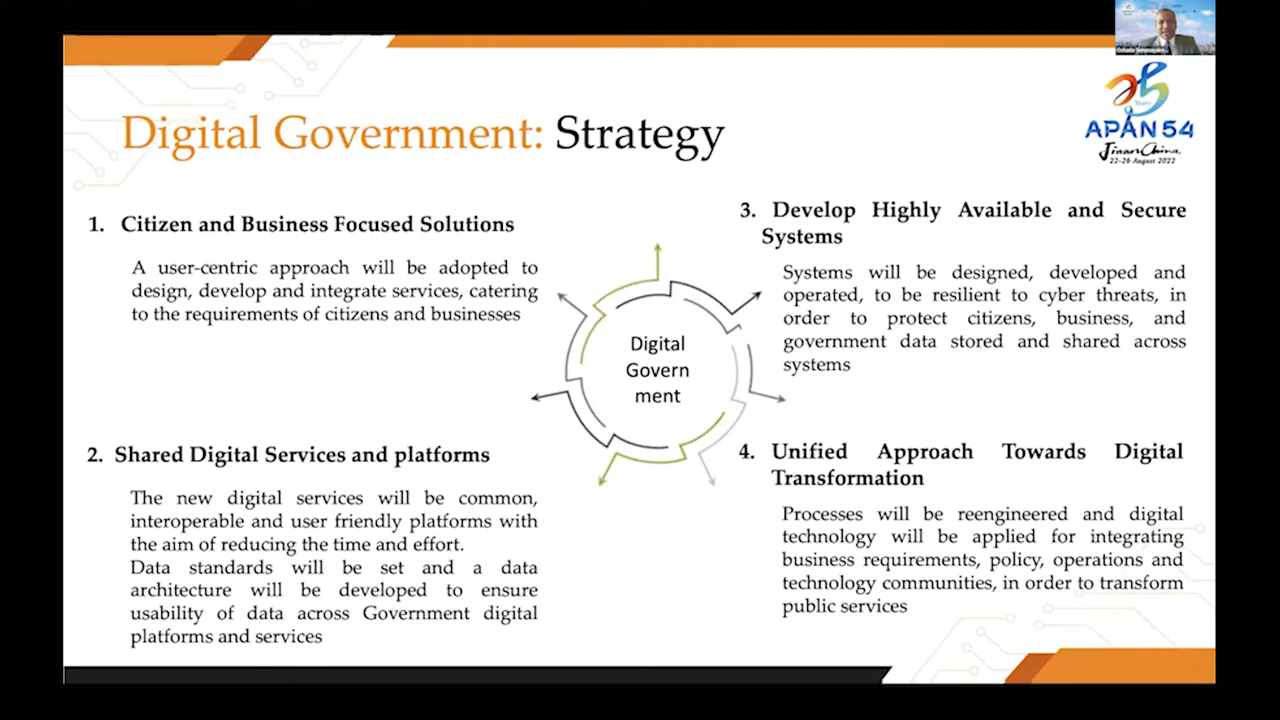 Digital Government: Strategy
25
Years
APAN 54
Jinan China
22-26 August 2022
1. Citizen and Business Focused Solutions
A user-centric approach will be adopted to
design, develop and integrate services, catering
to the requirements of citizens and businesses
2. Shared Digital Services and platforms
The new digital services will be common,
interoperable and user friendly platforms with
the aim of reducing the time and effort.
Data standards will be set and a data
architecture will be developed to ensure
usability of data across Government digital
platforms and services
Digital
Govern
ment
3. Develop Highly Available and Secure
Systems
Systems will be designed, developed and
operated, to be resilient to cyber threats, in
order to protect citizens, business, and
government data stored and shared across
systems
4. Unified Approach Towards Digital
Transformation
Processes will be reengineered and digital
technology will be applied for integrating
business requirements, policy, operations and
technology communities, in order to transform
public services